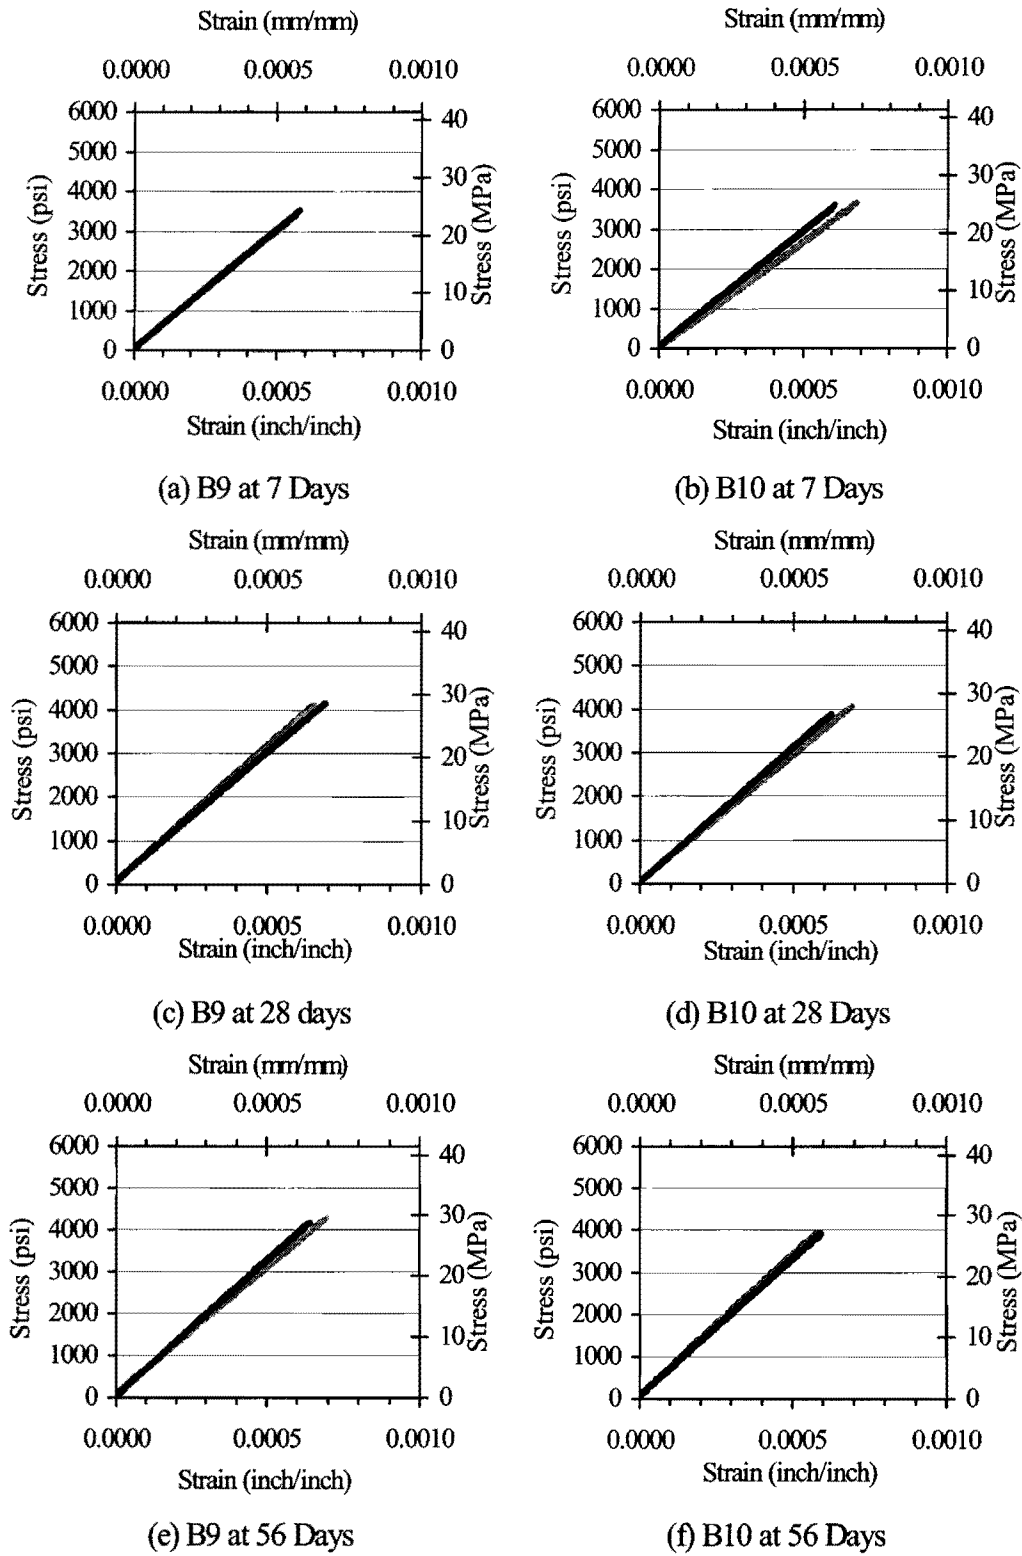 Strain (mm/mm)
0.0000 0.0005 0.0010
6000
5000
4000
3000
2000
1000
0
Stress (psi)
40
30
20
10
0
Stress (MPa)
0.0000 0.0005 0.0010
Strain (inch/inch)
(a) B9 at 7 Days
Strain (mm/mm)
0.0000 0.0005 0.0010
6000
5000
4000
3000
2000
1000
0
Stress (psi)
40
30
20
10
0
Stress (MPa)
0.0000 0.0005 0.0010
Strain (inch/inch)
(b) B10 at 7 Days
Strain (mm/mm)
0.0000 0.0005 0.0010
6000
5000
4000
3000
2000
1000
0
Stress (psi)
40
30
20
10
0
Stress (MPa)
0.0000 0.0005 0.0010
Strain (inch/inch)
(c) B9 at 28 days
Strain (mm/mm)
0.0000 0.0005 0.0010
6000
5000
4000
3000
2000
1000
0
Stress (psi)
40
30
20
10
0
Stress (MPa)
0.0000 0.0005 0.0010
Strain (inch/inch)
(d) B10 at 28 Days
Strain (mm/mm)
0.0000 0.0005 0.0010
6000
5000
4000
3000
2000
1000
0
Stress (psi)
40
30
20
10
0
Stress (MPa)
0.0000 0.0005 0.0010
Strain (inch/inch)
(e) B9 at 56 Days
Strain (mm/mm)
0.0000 0.0005 0.0010
6000
5000
4000
3000
2000
1000
0
Stress (psi)
40
30
20
10
0
Stress (MPa)
0.0000 0.0005 0.0010
Strain (inch/inch)
(f) B10 at 56 Days